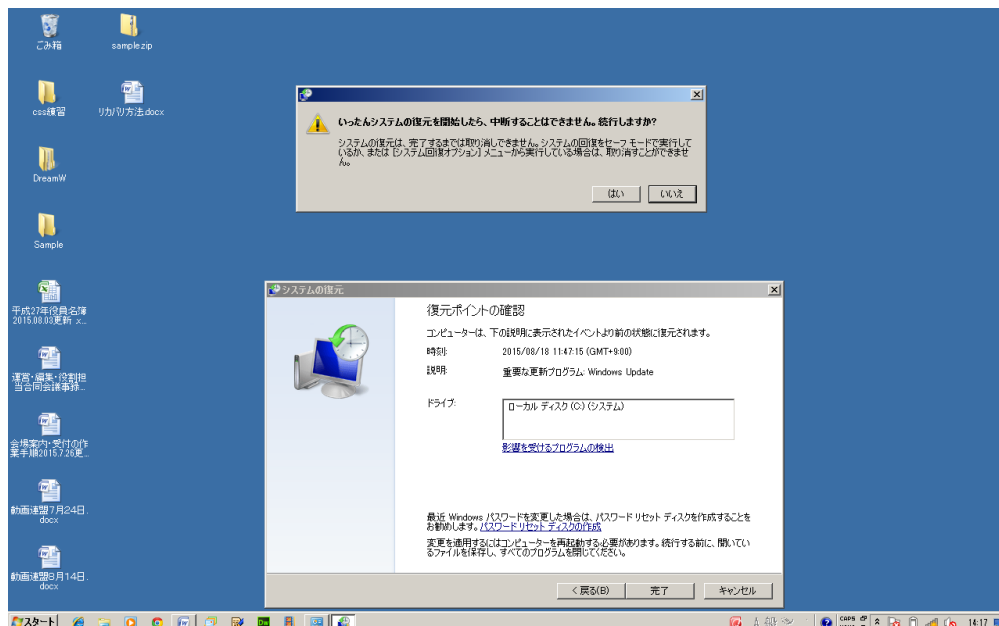 ごみ箱
sample.zip
css練習
リカバリ方法.docx
DreamW
Sample
平成27年役員名簿
2015.08.03更新 x...
運営・編集・役割担
当合同会議事録...
会場案内・受付の作
業手順2015.7.26更...
動画連盟7月24日.
docx
動画連盟8月14日.
docx
いったんシステムの復元を開始したら、中断することはできません。続行しますか?
システムの復元は、完了するまでは取り消しできません。システムの回復をセーフ モードで実行して
いるか、または [システム回復オプション] メニューから実行している場合は、取り消すことができませ
ん。
はい
いいえ
システムの復元
復元ポイントの確認
コンピューターは、下の説明に表示されたイベントより前の状態に復元されます。
時刻: 2015/08/18 11:47:15 (GMT+9:00)
説明: 重要な更新プログラム: Windows Update
ドライブ: ローカル ディスク (C:) (システム)
影響を受けるプログラムの検出
最近 Windows パスワードを変更した場合は、パスワード リセット ディスクを作成することを
お勧めします。パスワード リセット ディスクの作成
変更を適用するにはコンピューターを再起動する必要があります。続行する前に、開いてい
るファイルを保存し、すべてのプログラムを閉じてください。
< 戻る(B)
完了
キャンセル
スタート
A 般
CAPS
14:17